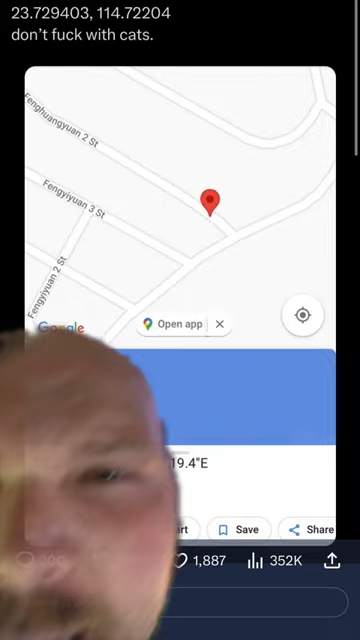 23.729403, 114.72204
don't fuck with cats.
Fenghuangyuan 2 St
Fengyiyuan 3 St
Fengyiyuan 2 St
Google
Open app
19.4"E
art
Save
Share
1,887
352K